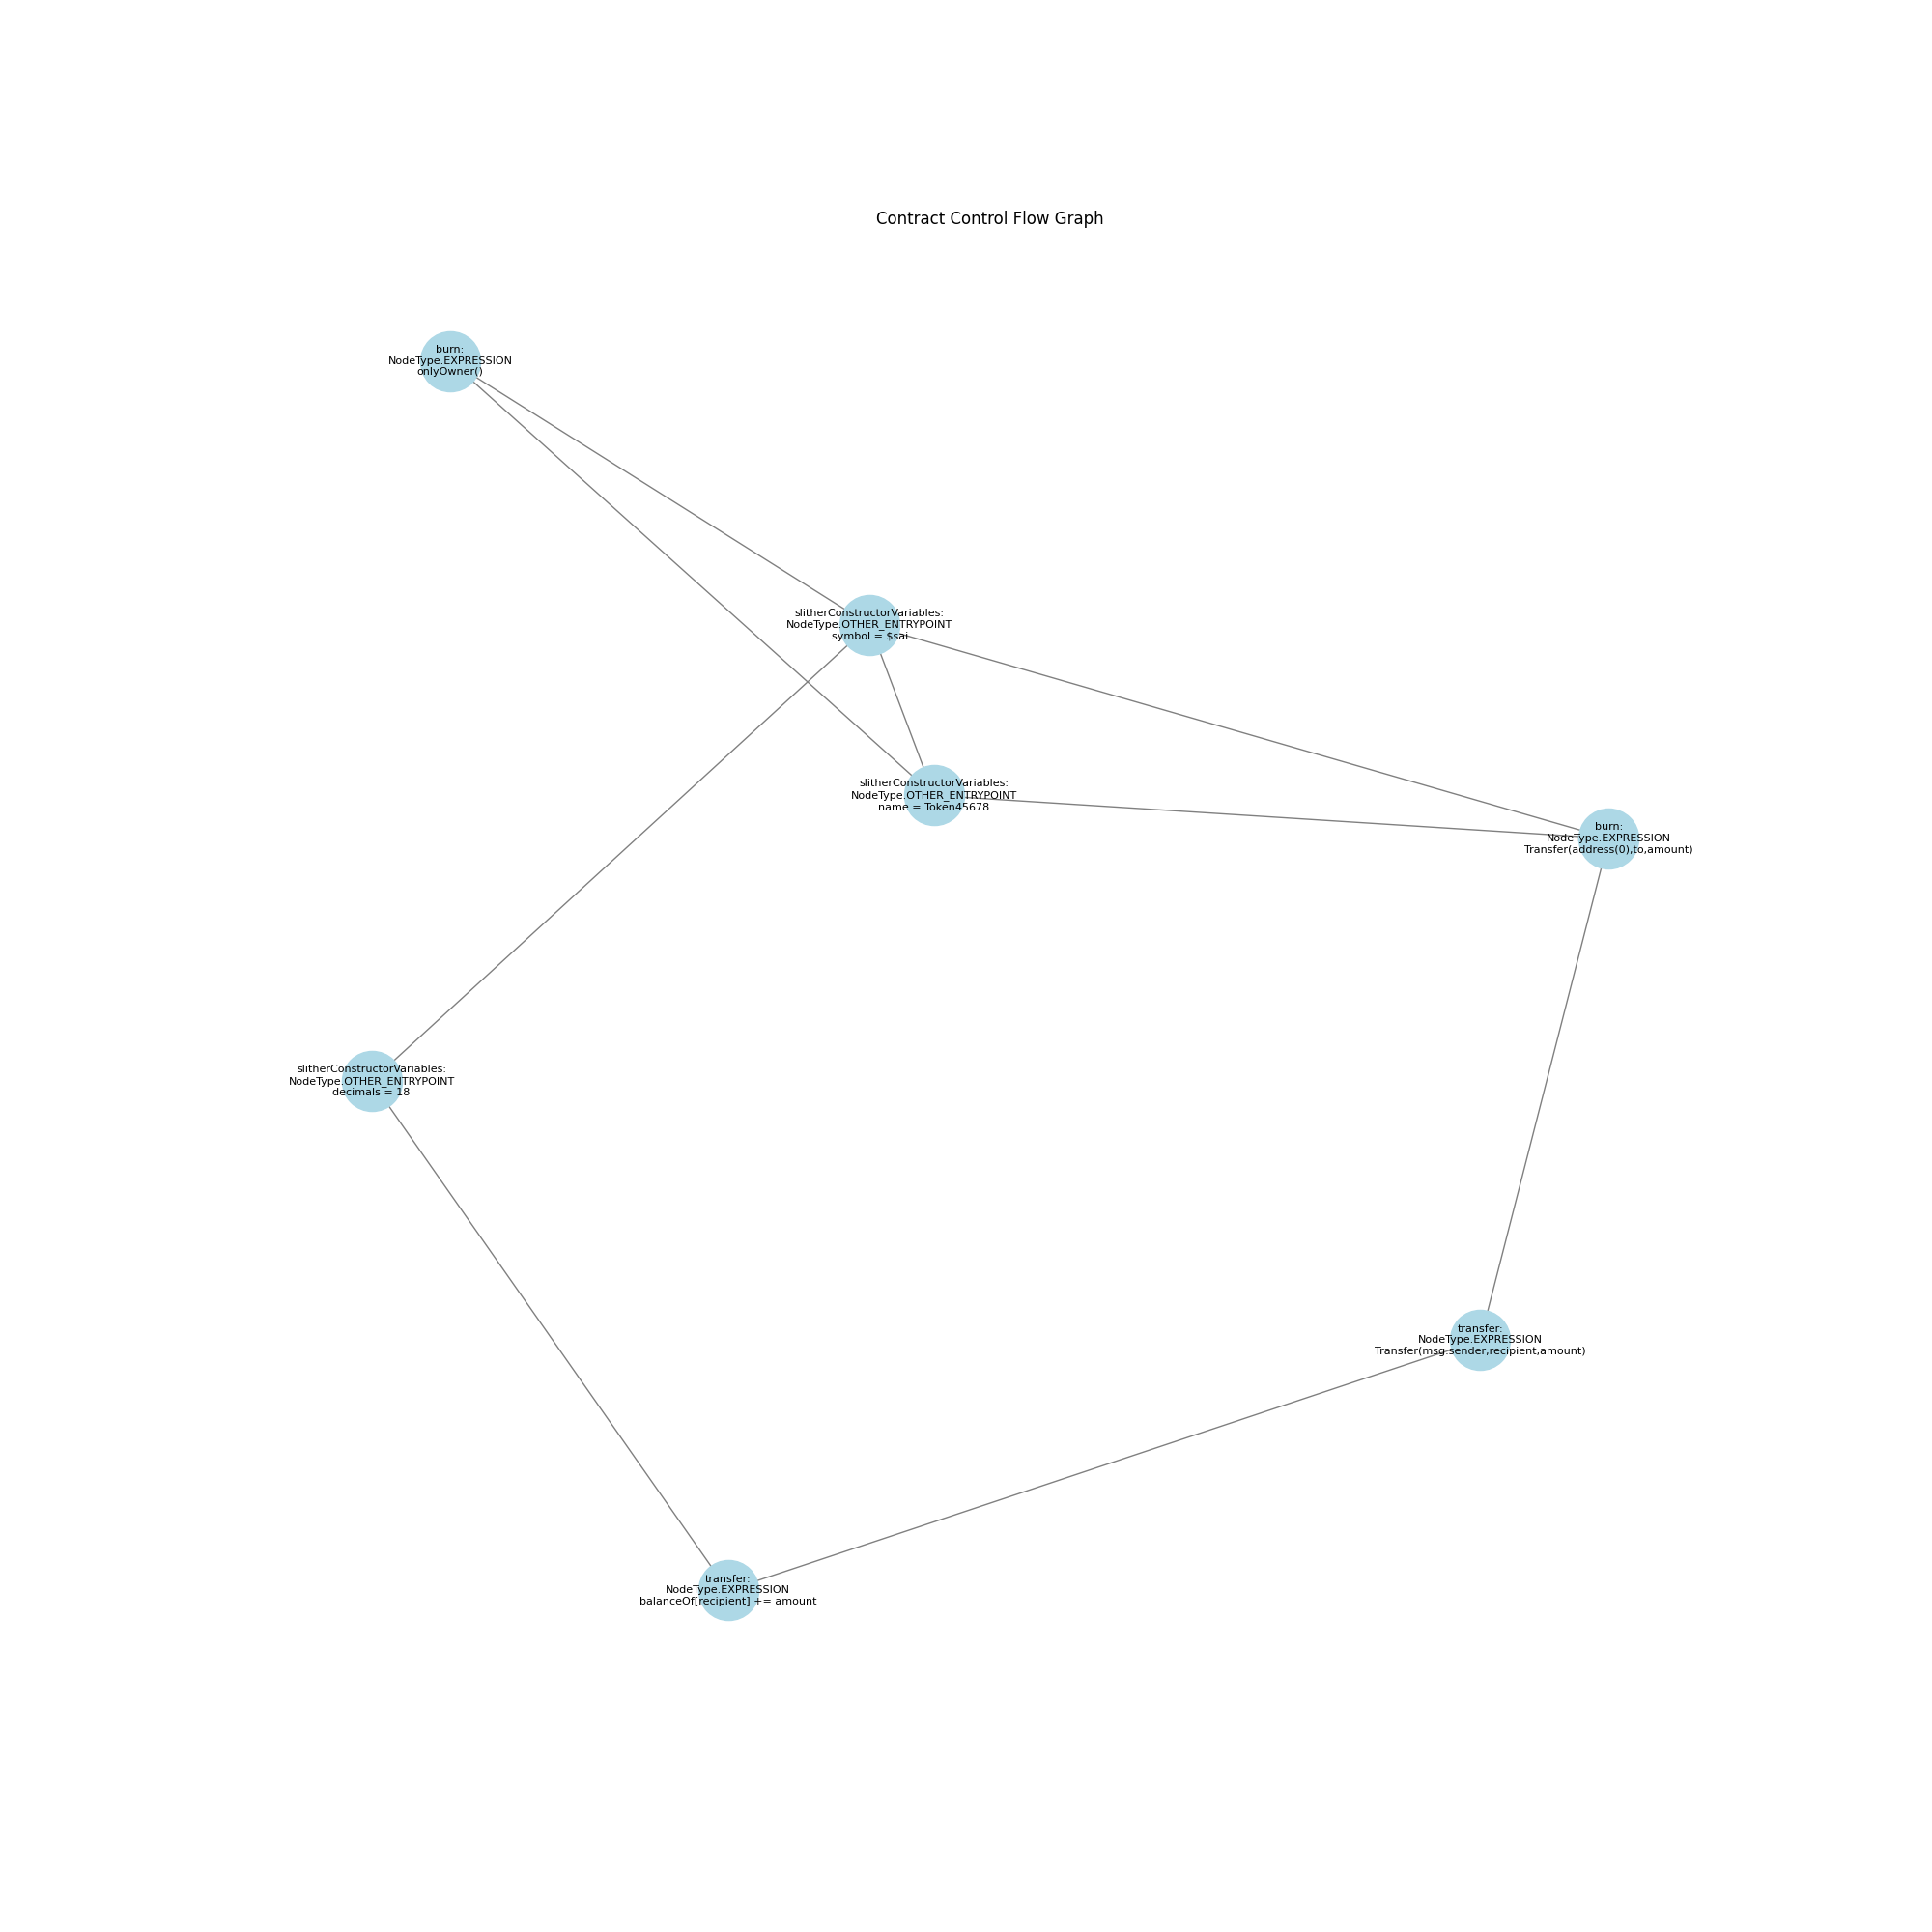 Contract Control Flow Graph
burn:
NodeType.EXPRESSION
onlyOwner()
slitherConstructorVariables:
NodeType.OTHER_ENTRYPOINT
symbol = $sai
slitherConstructorVariables:
NodeType.OTHER_ENTRYPOINT
name = Token45678
burn:
NodeType.EXPRESSION
Transfer(address(0),to,amount)
slitherConstructorVariables:
NodeType.OTHER_ENTRYPOINT
decimals = 18
transfer:
NodeType.EXPRESSION
Transfer(msg.sender,recipient,amount)
transfer:
NodeType.EXPRESSION
balanceOf[recipient] += amount